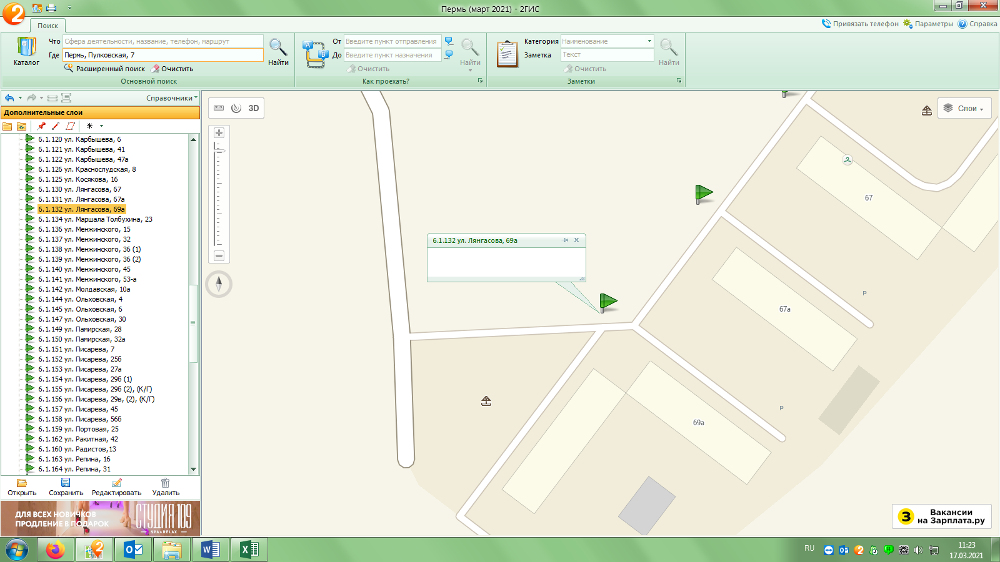 Пермь (март 2021) - 2ГИС
Поиск
Привязать телефон
Параметры
Справка
Каталог
Что
Сфера деятельности, название, телефон, маршрут
Где
Пермь, Пулковская, 7
Расширенный поиск
Очистить
Найти
Основной поиск
От
Введите пункт отправления
До
Введите пункт назначения
Очистить
Найти
Как проехать?
Категория
Наименование
Заметка
Текст
Очистить
Найти
Заметки
Справочники
Дополнительные слои
6.1.120 ул. Карбышева, 6
6.1.121 ул. Карбышева, 41
6.1.122 ул. Карбышева, 47а
6.1.126 ул. Краснослудская, 8
6.1.125 ул. Косякова, 16
6.1.130 ул. Лянгасова, 67
6.1.131 ул. Лянгасова, 67а
6.1.132 ул. Лянгасова, 69а
6.1.134 ул. Маршала Толбухина, 23
6.1.136 ул. Менжинского, 15
6.1.137 ул. Менжинского, 32
6.1.138 ул. Менжинского, 36 (1)
6.1.139 ул. Менжинского, 36 (2)
6.1.140 ул. Менжинского, 45
6.1.141 ул. Менжинского, 53-а
6.1.142 ул. Молдавская, 10а
6.1.144 ул. Ольховская, 4
6.1.145 ул. Ольховская, 6
6.1.147 ул. Ольховская, 30
6.1.149 ул. Памирская, 28
6.1.150 ул. Памирская, 32а
6.1.151 ул. Писарева, 7
6.1.152 ул. Писарева, 25б
6.1.153 ул. Писарева, 27а
6.1.154 ул. Писарева, 29б (1)
6.1.155 ул. Писарева, 29б (2), (К/Г)
6.1.156 ул. Писарева, 29в, (2), (К/Г)
6.1.157 ул. Писарева, 45
6.1.158 ул. Писарева, 56б
6.1.159 ул. Портовая, 25
6.1.162 ул. Ракитная, 42
6.1.160 ул. Радистов,13
6.1.163 ул. Репина, 16
6.1.164 ул. Репина, 31
Открыть
Сохранить
Редактировать
Удалить
ДЛЯ ВСЕХ НОВИЧКОВ
ПРОДЛЕНИЕ В ПОДАРОК
СТУДИЯ 109
SPA & RELAX
3D
Слои
6.1.132 ул. Лянгасова, 69а
67
67а
P
P
69а
З
Вакансии
на Зарплата.ру
RU
11:23
17.03.2021